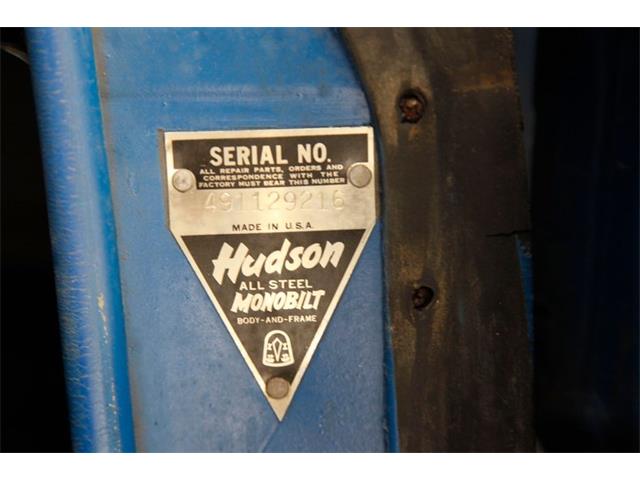 SERIAL NO.
ALL REPAIR PARTS, ORDERS AND
CORRESPONDENCE WITH THE
FACTORY MUST BEAR THIS NUMBER
491129216
MADE IN U.S.A.
Hudson
ALL STEEL
MONOBILT
BODY-AND-FRAME